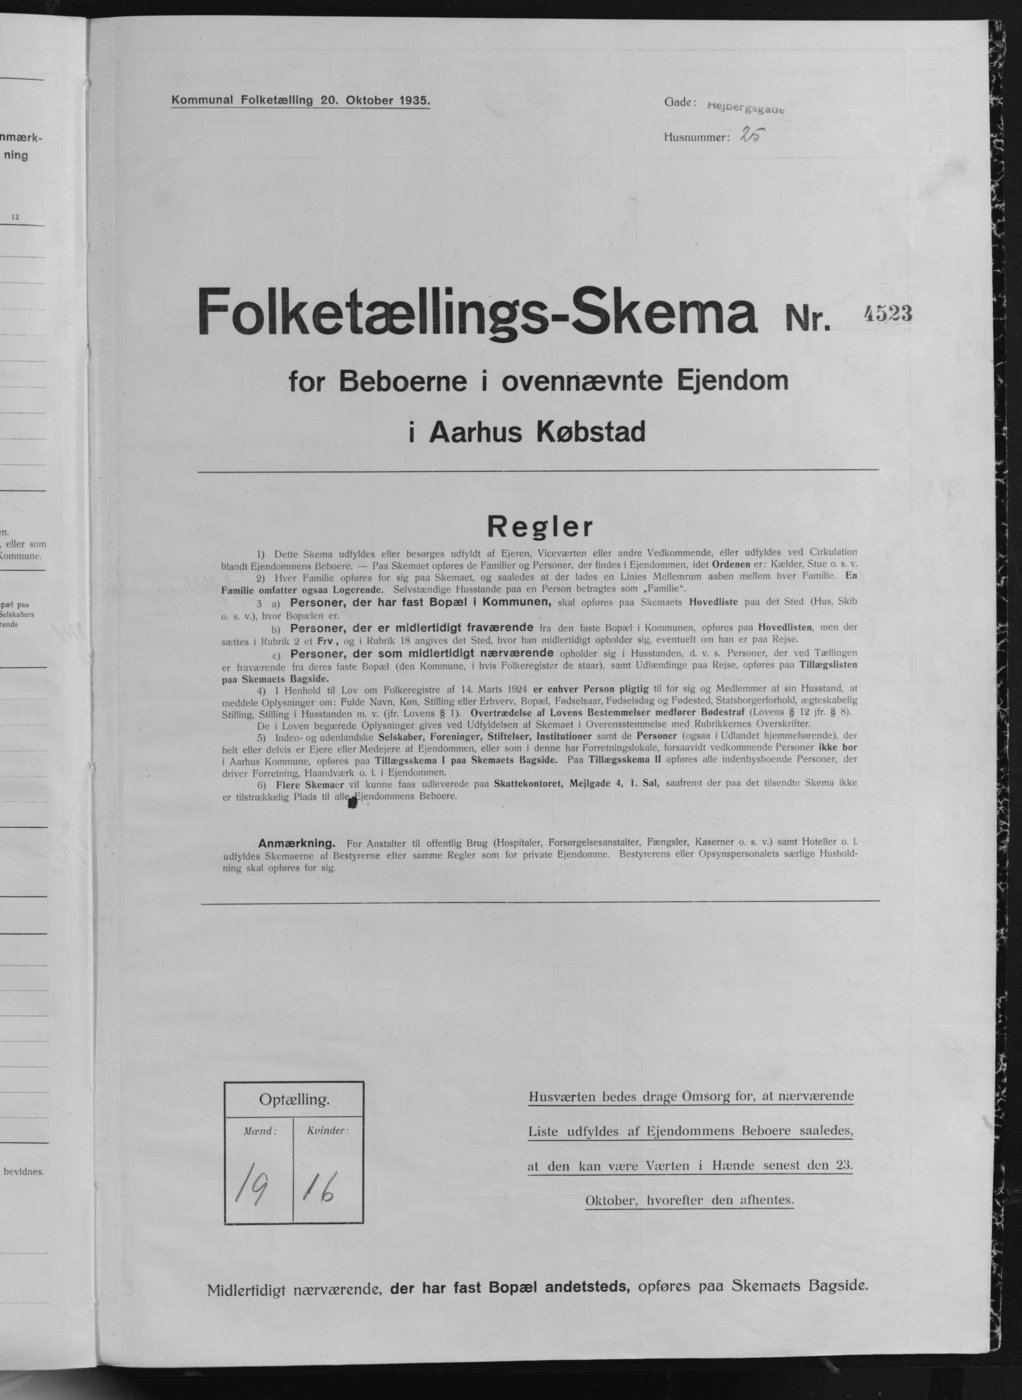 nmærk-
ning
12
en.
, eller som
Kommune.
pæl paa
Selskabers
rende
bevidnes.
Kommunal Folketælling 20. Oktober 1935.
Gade: Hejbergsgade
Husnummer: 25
Folketællings-Skema Nr. 4523
for Beboerne i ovennævnte Ejendom
i Aarhus Købstad
Regler
1) Dette Skema udfyldes eller besørges udfyldt af Ejeren, Viceværten eller andre Vedkommende, eller udfyldes ved Cirkulation
blandt Ejendommens Beboere. — Paa Skemaet opføres de Familier og Personer, der findes i Ejendommen, idet Ordenen er: Kælder, Stue o. s. v.
2) Hver Familie opføres for sig paa Skemaet, og saaledes at der lades en Linies Mellemrum aaben mellem hver Familie. En
Familie omfatter ogsaa Logerende. Selvstændige Husstande paa en Person betragtes som „Familie“.
3 a) Personer, der har fast Bopæl i Kommunen, skal opføres paa Skemaets Hovedliste paa det Sted (Hus, Skib
o. s. v.), hvor Bopælen er.
b) Personer, der er midlertidigt fraværende fra den faste Bopæl i Kommunen, opføres paa Hovedlisten, men der
sættes i Rubrik 2 et Frv., og i Rubrik 18 angives det Sted, hvor han midlertidigt opholder sig, eventuelt om han er paa Rejse.
c) Personer, der som midlertidigt nærværende opholder sig i Husstanden, d. v. s. Personer, der ved Tællingen
er fraværende fra deres faste Bopæl (den Kommune, i hvis Folkeregister de staar), samt Udlændinge paa Rejse, opføres paa Tillægslisten
paa Skemaets Bagside.
4) I Henhold til Lov om Folkeregistre af 14. Marts 1924 er enhver Person pligtig til for sig og Medlemmer af sin Husstand, at
meddele Oplysninger om: Fulde Navn, Køn, Stilling eller Erhverv, Bopæl, Fødselsaar, Fødselsdag og Fødested, Statsborgerforhold, ægteskabelig
Stilling, Stilling i Husstanden m. v. (jfr. Lovens § 1). Overtrædelse af Lovens Bestemmelser medfører Bødestraf (Lovens § 12 jfr. § 8).
De i Loven begærede Oplysninger gives ved Udfyldelsen af Skemaet i Overensstemmelse med Rubrikkernes Overskrifter.
5) Inden- og udenlandske Selskaber, Foreninger, Stiftelser, Institutioner samt de Personer (ogsaa i Udlandet hjemmehørende), der
helt eller delvis er Ejere eller Medejere af Ejendommen, eller som i denne har Forretningslokale, forsaavidt vedkommende Personer ikke bor
i Aarhus Kommune, opføres paa Tillægsskema I paa Skemaets Bagside. Paa Tillægsskema II opføres alle indenbysboende Personer, der
driver Forretning, Haandværk o. l. i Ejendommen.
6) Flere Skemaer vil kunne faas udleverede paa Skattekontoret, Mejlgade 4, 1. Sal, saafremt der paa det tilsendte Skema ikke
er tilstrækkelig Plads til alle Ejendommens Beboere.
Anmærkning. For Anstalter til offentlig Brug (Hospitaler, Forsørgelsesanstalter, Fængsler, Kaserner o. s. v.) samt Hoteller o. l.
udfyldes Skemaerne af Bestyrerne efter samme Regler som for private Ejendomme. Bestyrerens eller Opsynspersonalets særlige Hushold-
ning skal opføres for sig.
Optælling.
Mænd: Kvinder:
19 16
Husværten bedes drage Omsorg for, at nærværende
Liste udfyldes af Ejendommens Beboere saaledes,
at den kan være Værten i Hænde senest den 23.
Oktober, hvorefter den afhentes.
Midlertidigt nærværende, der har fast Bopæl andetsteds, opføres paa Skemaets Bagside.